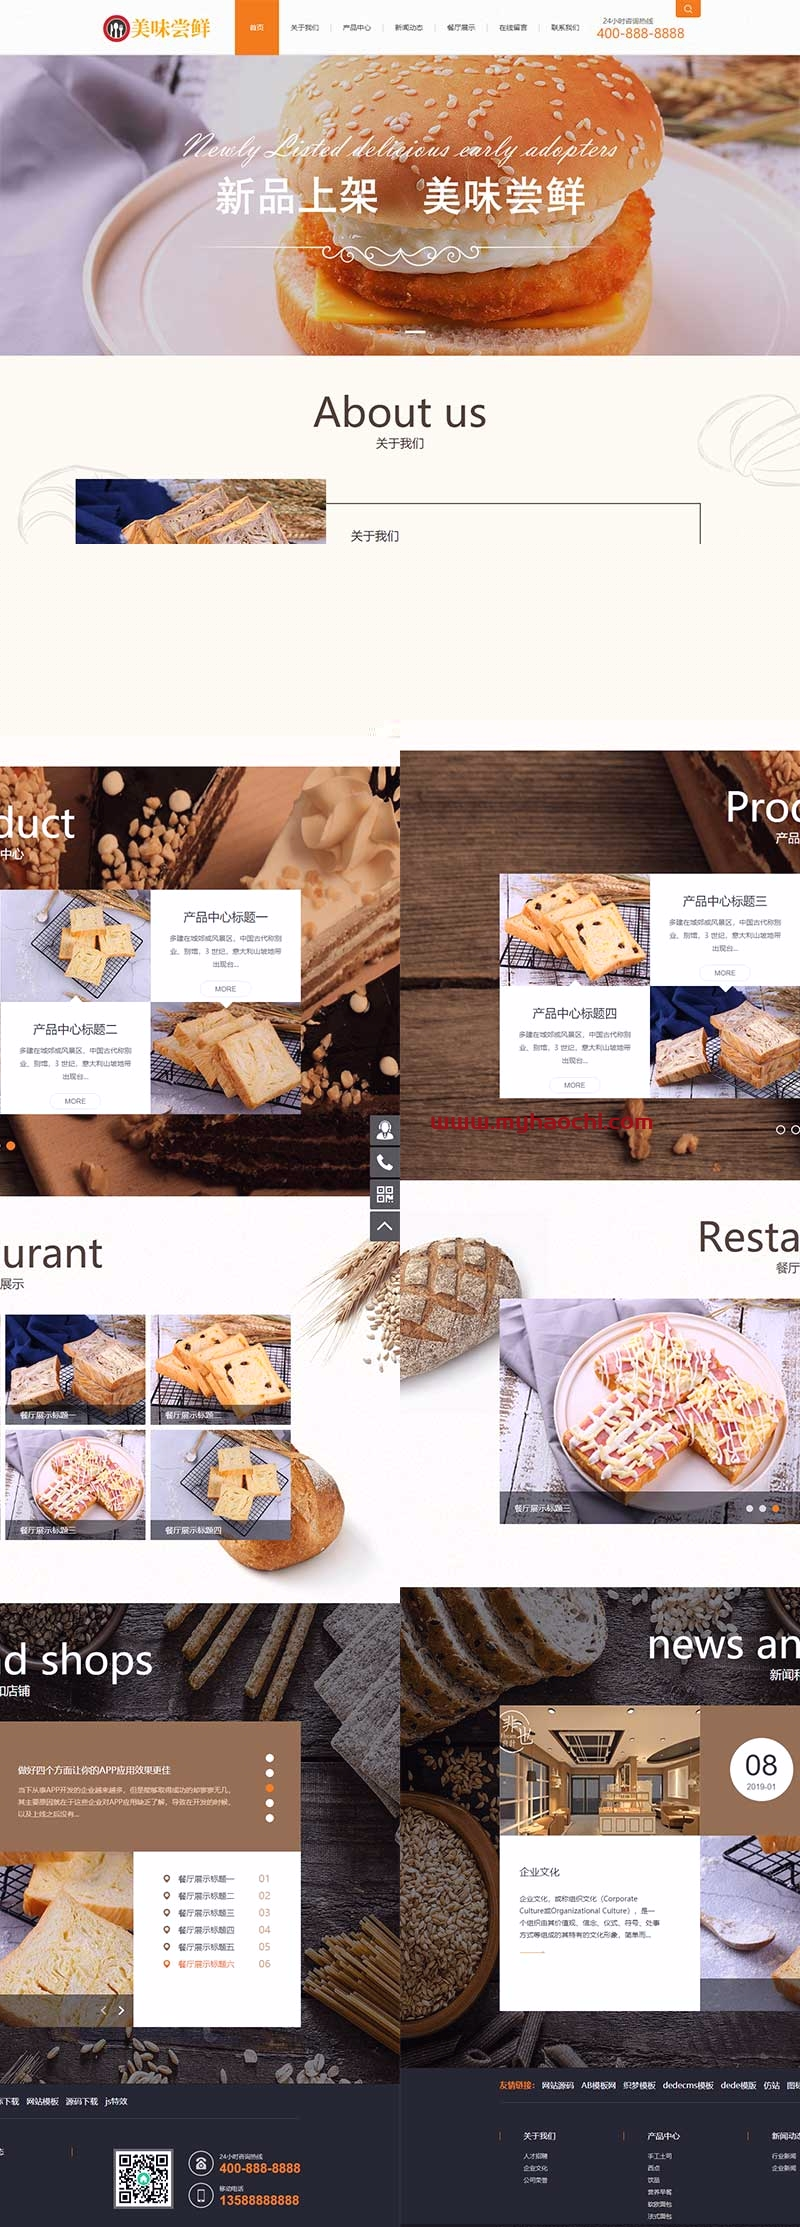 美味尝鲜
首页
关于我们
产品中心
新闻动态
餐厅展示
在线留言
联系我们
24小时咨询热线
400-888-8888
Newly Listed delicious early adopters
新品上架 美味尝鲜
About us
关于我们
关于我们
duct
中心
产品中心标题一
多建在城郊或风景区，中国古代称别
业、别馆，3 世纪，意大利山坡地带
出现台...
MORE
产品中心标题二
多建在城郊或风景区，中国古代称别
业、别馆，3 世纪，意大利山坡地带
出现台...
MORE
Proc
产品
产品中心标题三
多建在城郊或风景区，中国古代称别
业、别馆，3 世纪，意大利山坡地带
出现台...
MORE
产品中心标题四
多建在城郊或风景区，中国古代称别
业、别馆，3 世纪，意大利山坡地带
出现台...
MORE
www.myhaochi.com
urant
展示
餐厅展示标题一
餐厅展示标题二
餐厅展示标题三
餐厅展示标题四
Resta
餐厅
餐厅展示标题三
d shops
和店铺
做好四个方面让你的APP应用效果更佳
当下从事APP开发的企业越来越多，但是能够取得成功的却寥寥无几，
其主要原因就在于这些企业对APP应用缺乏了解，导致在开发的时候，
以及上线之后没有...
餐厅展示标题一 01
餐厅展示标题二 02
餐厅展示标题三 03
餐厅展示标题四 04
餐厅展示标题五 05
餐厅展示标题六 06
news an
新闻和
08
2019-01
企业文化
企业文化，或称组织文化（Corporate
Culture或Organizational Culture），是一
个组织由其价值观、信念、仪式、符号、处事
方式等组成的其特有的文化形象，简单而...
下载 网站模板 源码下载 js特效
态
24小时咨询热线
400-888-8888
移动电话
13588888888
友情链接： 网站源码 AB模板网 织梦模板 dedecms模板 dede模版 仿站 图标
关于我们
人才招聘
企业文化
公司荣誉
产品中心
手工土司
西点
饮品
营养早餐
软欧面包
法式面包
新闻动态
行业新闻
企业新闻